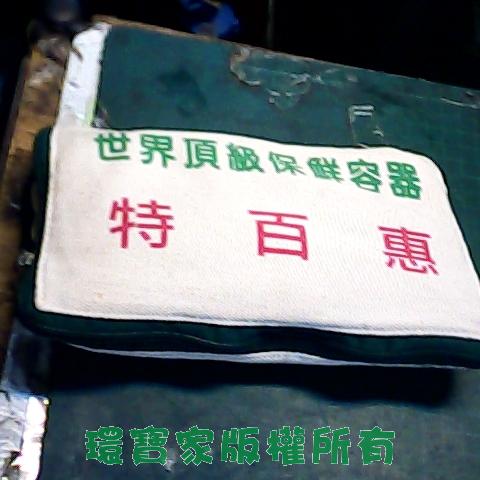 世界頂級保鮮容器
特百惠
環寶家版權所有